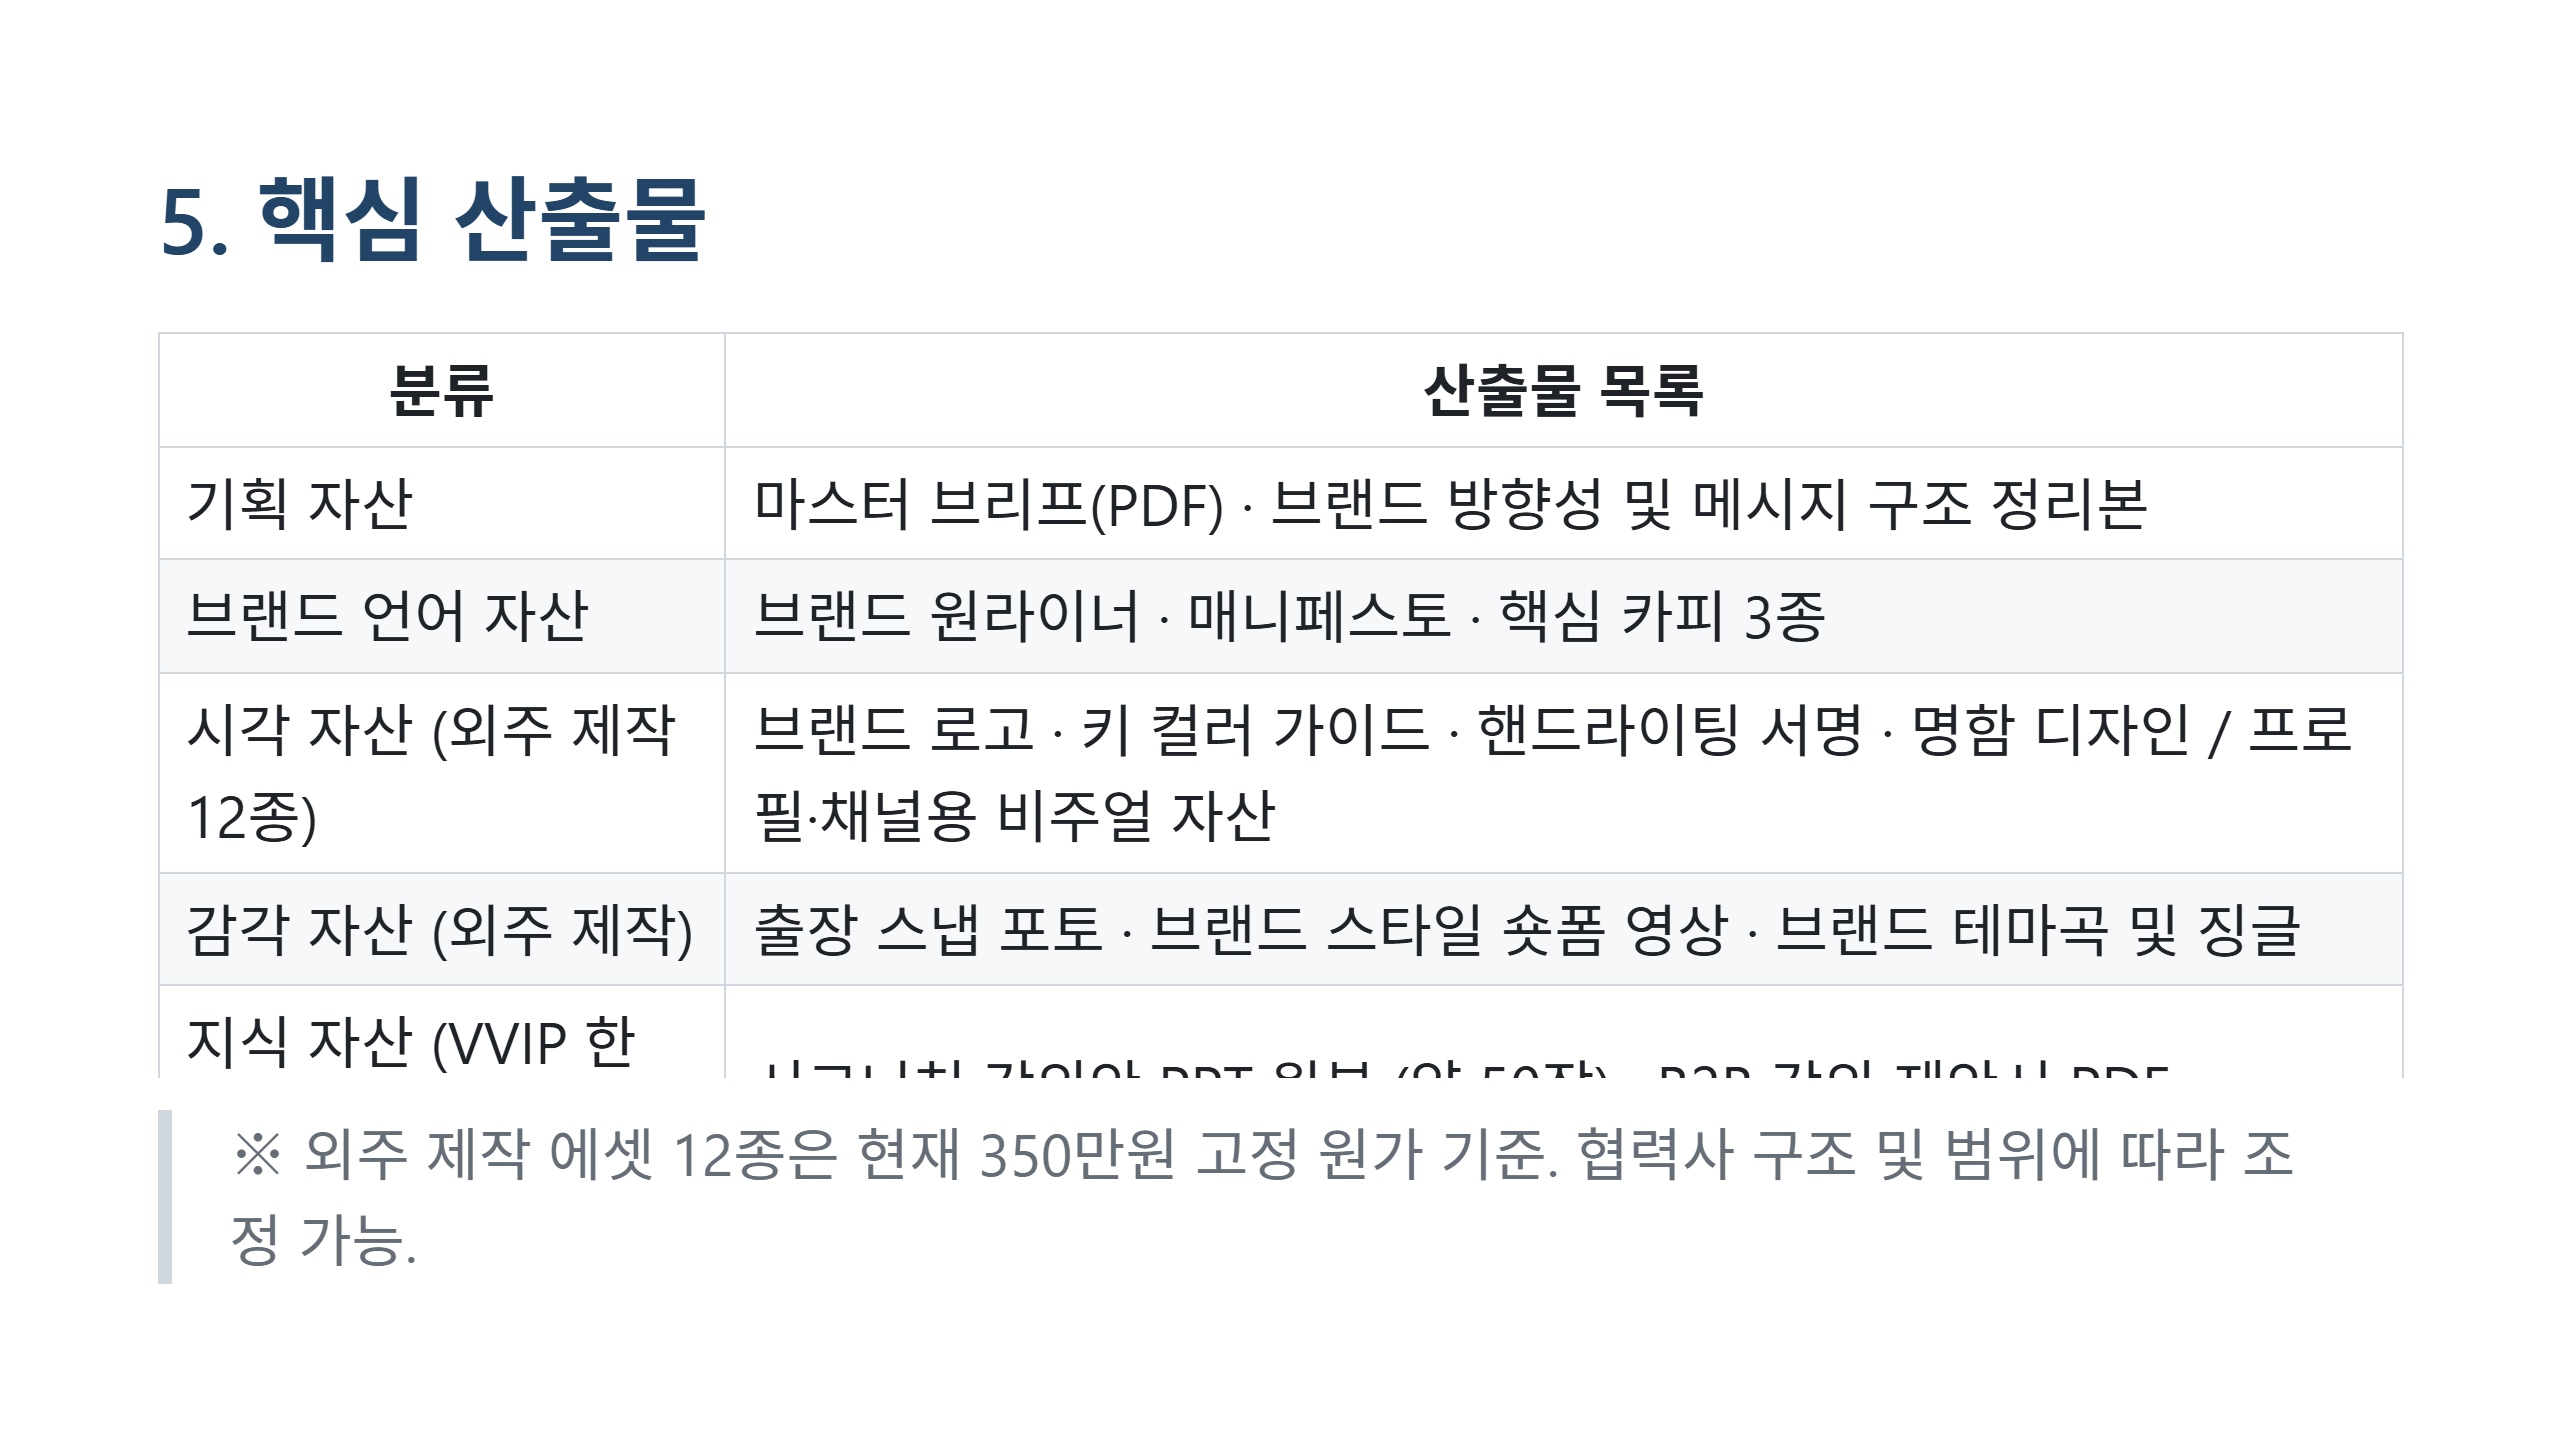 5. 핵심 산출물
분류
산출물 목록
기획 자산
마스터 브리프(PDF) · 브랜드 방향성 및 메시지 구조 정리본
브랜드 언어 자산
브랜드 원라이너 · 매니페스토 · 핵심 카피 3종
시각 자산 (외주 제작
12종)
브랜드 로고 · 키 컬러 가이드 · 핸드라이팅 서명 · 명함 디자인 / 프로
필·채널용 비주얼 자산
감각 자산 (외주 제작)
출장 스냅 포토 · 브랜드 스타일 숏폼 영상 · 브랜드 테마곡 및 징글
지식 자산 (VVIP 한
※ 외주 제작 에셋 12종은 현재 350만원 고정 원가 기준. 협력사 구조 및 범위에 따라 조
정 가능.